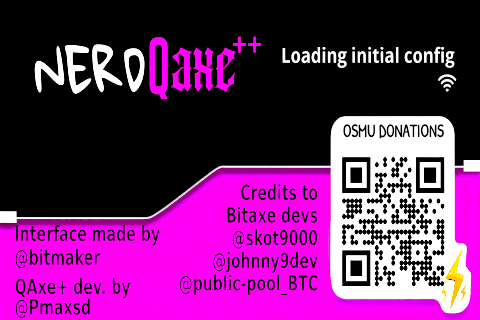 NERDQaxe++
Loading initial config
OSMU DONATIONS
Credits to
Bitaxe devs
@skot9000
@johnny9dev
@public-pool_BTC
Interface made by
@bitmaker
QAxe+ dev. by
@Pmaxsd